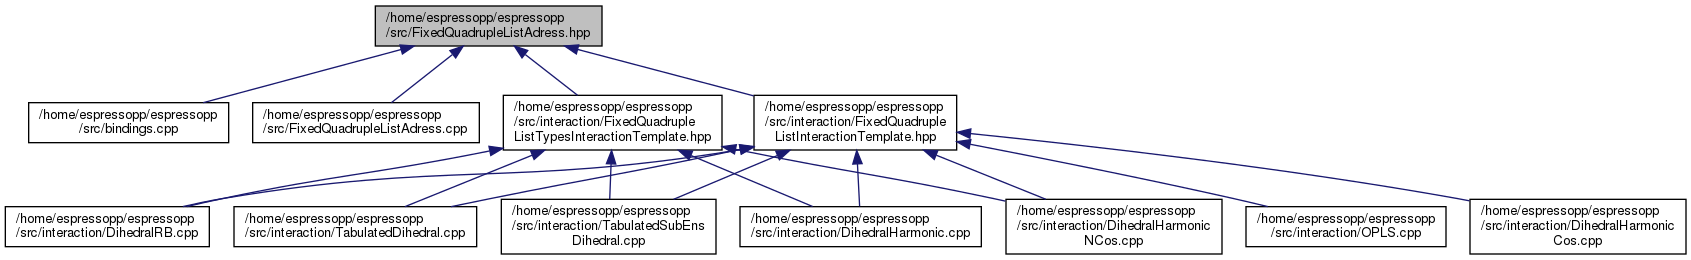 /home/espressopp/espressopp
/src/FixedQuadrupleListAdress.hpp
/home/espressopp/espressopp
/src/bindings.cpp
/home/espressopp/espressopp
/src/FixedQuadrupleListAdress.cpp
/home/espressopp/espressopp
/src/interaction/FixedQuadruple
ListTypesInteractionTemplate.hpp
/home/espressopp/espressopp
/src/interaction/FixedQuadruple
ListInteractionTemplate.hpp
/home/espressopp/espressopp
/src/interaction/DihedralRB.cpp
/home/espressopp/espressopp
/src/interaction/TabulatedDihedral.cpp
/home/espressopp/espressopp
/src/interaction/TabulatedSubEns
Dihedral.cpp
/home/espressopp/espressopp
/src/interaction/DihedralHarmonic.cpp
/home/espressopp/espressopp
/src/interaction/DihedralHarmonic
NCos.cpp
/home/espressopp/espressopp
/src/interaction/OPLS.cpp
/home/espressopp/espressopp
/src/interaction/DihedralHarmonic
Cos.cpp